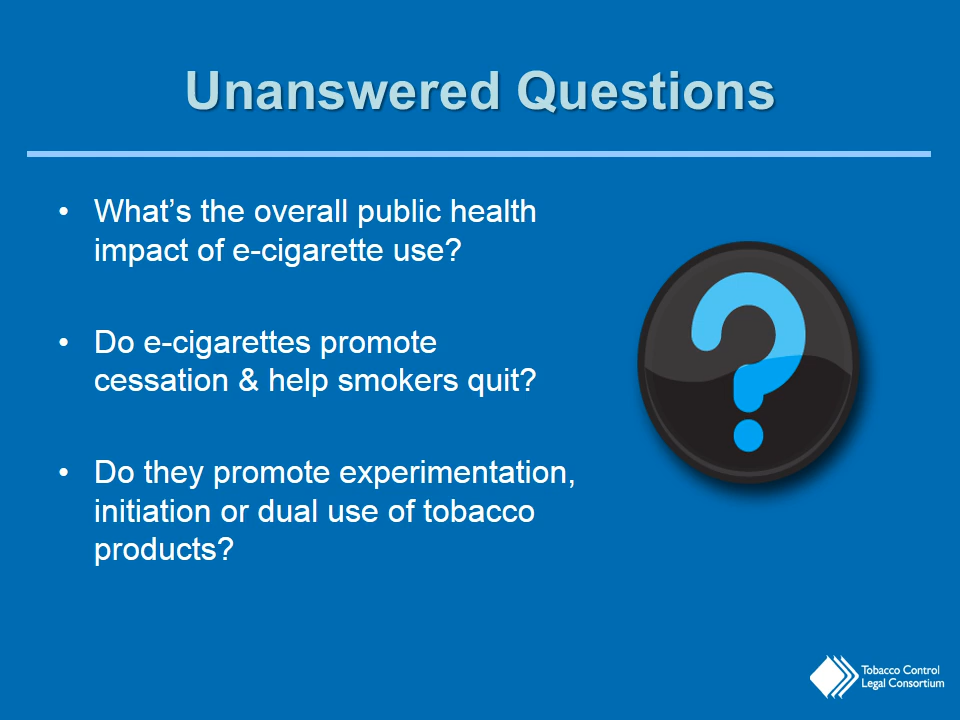 Unanswered Questions
• What’s the overall public health
impact of e-cigarette use?
• Do e-cigarettes promote
cessation & help smokers quit?
• Do they promote experimentation,
initiation or dual use of tobacco
products?
?
Tobacco Control
Legal Consortium